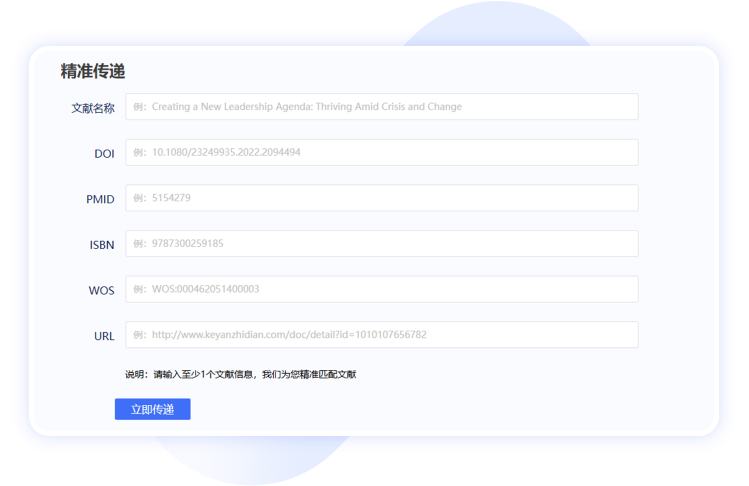 精准传递
文献名称 例：Creating a New Leadership Agenda: Thriving Amid Crisis and Change
DOI 例：10.1080/23249935.2022.2094494
PMID 例：5154279
ISBN 例：9787300259185
WOS 例：WOS:000462051400003
URL 例：http://www.keyanzhidian.com/doc/detail?id=1010107656782
说明：请输入至少1个文献信息，我们为您精准匹配文献
立即传递